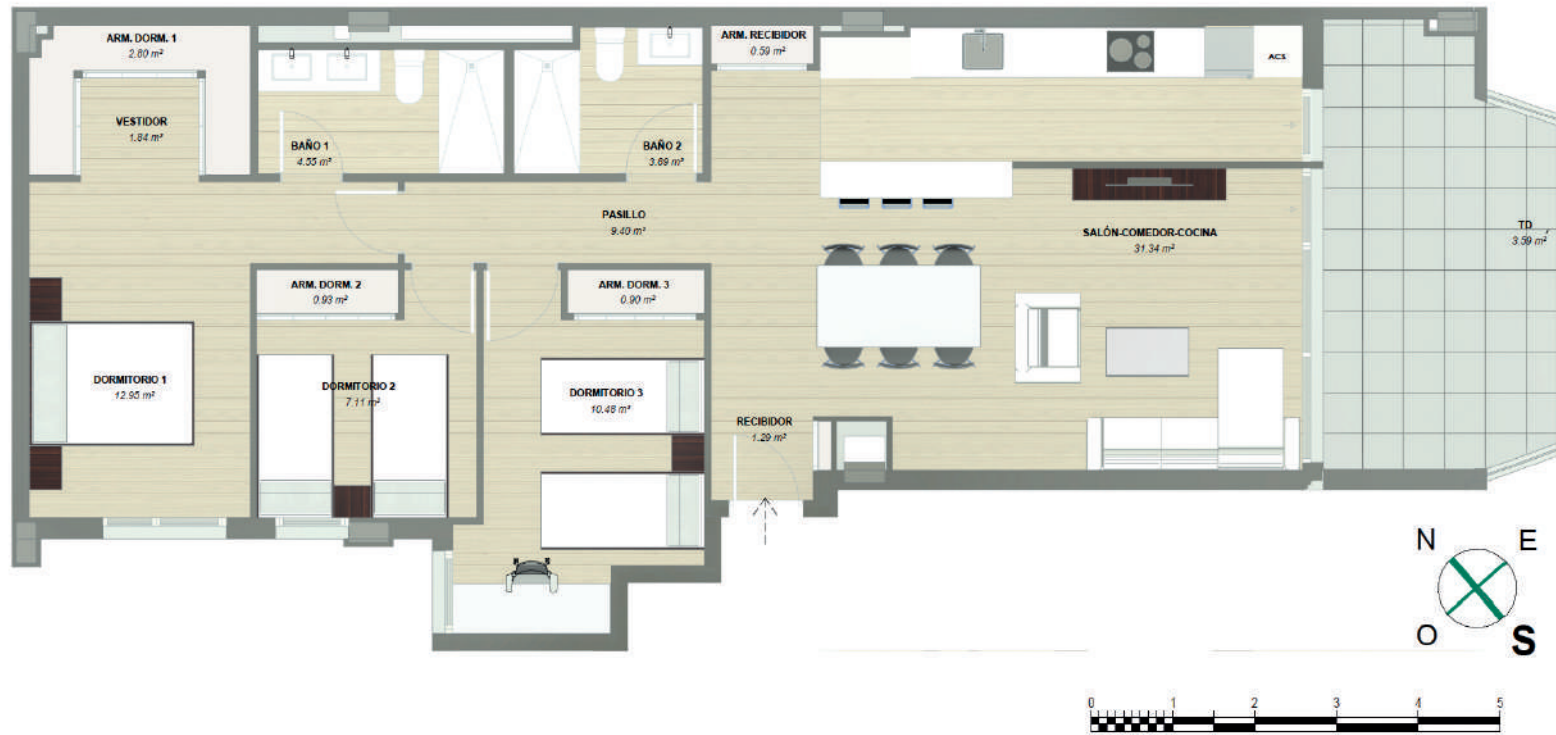 ARM. DORM. 1
2.80 m²
VESTIDOR
1.84 m²
BAÑO 1
4.55 m²
BAÑO 2
3.89 m²
ARM. RECIBIDOR
0.59 m²
ACS
PASILLO
9.40 m²
SALÓN-COMEDOR-COCINA
31.34 m²
TD
3.59 m²
ARM. DORM. 2
0.93 m²
ARM. DORM. 3
0.90 m²
DORMITORIO 1
12.95 m²
DORMITORIO 2
7.11 m²
DORMITORIO 3
10.48 m²
RECIBIDOR
1.29 m²
N E
O S
0 1 2 3 4 5